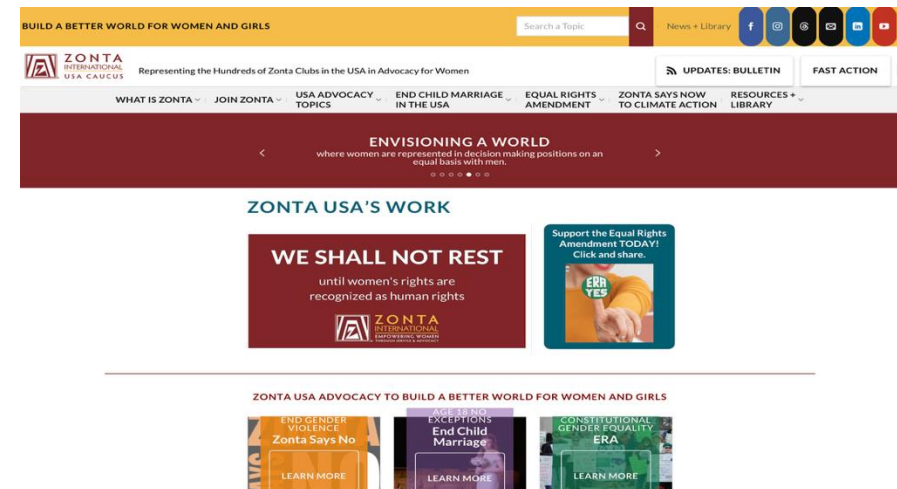 BUILD A BETTER WORLD FOR WOMEN AND GIRLS
Search a Topic
News + Library
ZONTA
INTERNATIONAL
USA CAUCUS
Representing the Hundreds of Zonta Clubs in the USA in Advocacy for Women
UPDATES: BULLETIN
FAST ACTION
WHAT IS ZONTA
JOIN ZONTA
USA ADVOCACY
TOPICS
END CHILD MARRIAGE
IN THE USA
EQUAL RIGHTS
AMENDMENT
ZONTA SAYS NOW
TO CLIMATE ACTION
RESOURCES +
LIBRARY
ENVISIONING A WORLD
where women are represented in decision making positions on an
equal basis with men.
ZONTA USA'S WORK
WE SHALL NOT REST
until women's rights are
recognized as human rights
ZONTA
INTERNATIONAL
EMPOWERING WOMEN
THROUGH SERVICE & ADVOCACY
Support the Equal Rights
Amendment TODAY!
Click and share.
ERA
YES
ZONTA USA ADVOCACY TO BUILD A BETTER WORLD FOR WOMEN AND GIRLS
END GENDER
VIOLENCE
Zonta Says No
LEARN MORE
AGE 18 NO
EXCEPTIONS
End Child
Marriage
LEARN MORE
CONSTITUTIONAL
GENDER EQUALITY
ERA
LEARN MORE